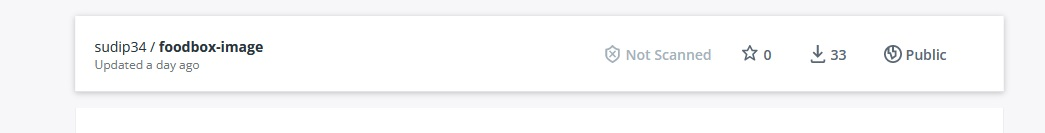 sudip34 / foodbox-image
Updated a day ago
Not Scanned
0
33
Public